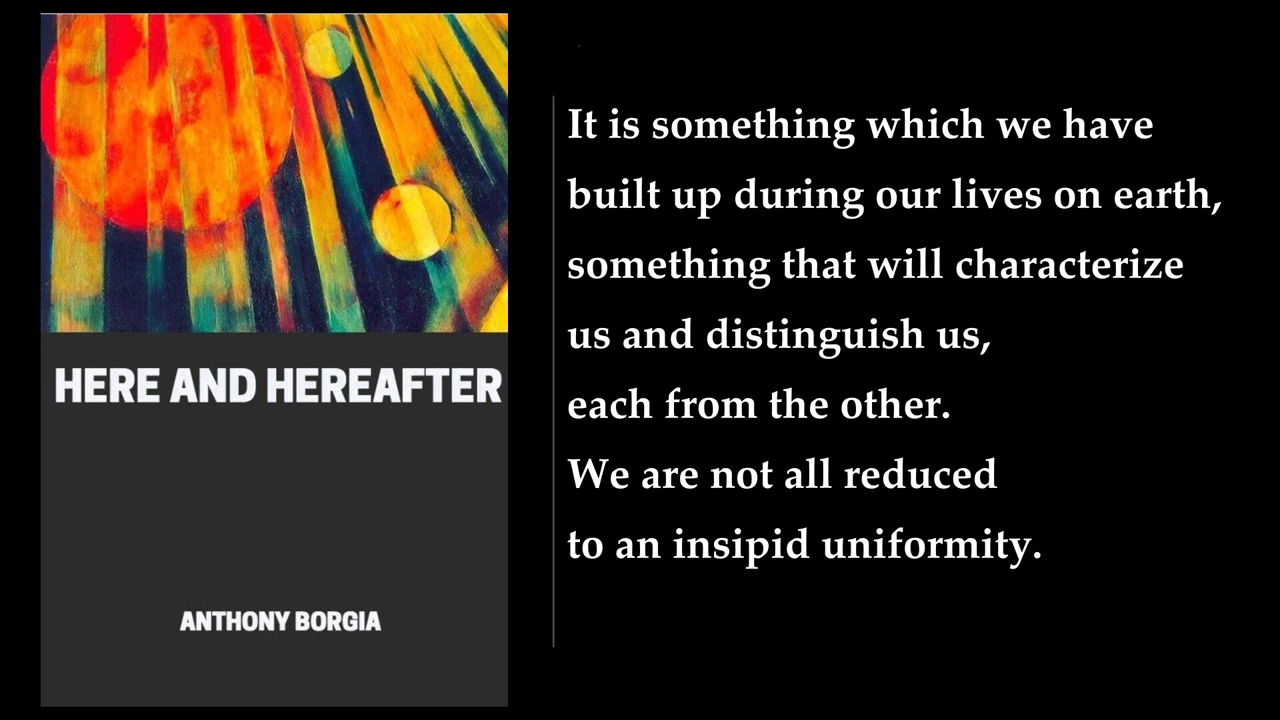 HERE AND HEREAFTER
ANTHONY BORGIA
It is something which we have
built up during our lives on earth,
something that will characterize
us and distinguish us,
each from the other.
We are not all reduced
to an insipid uniformity.